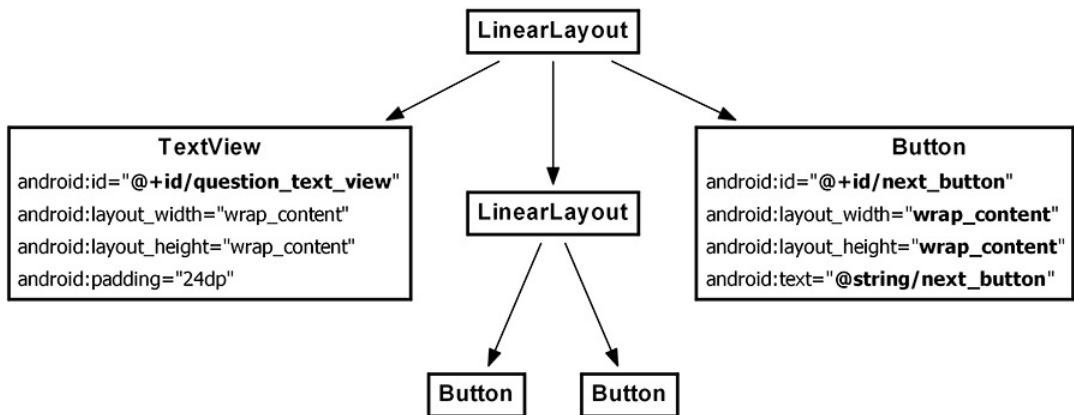 LinearLayout
TextView
android:id="@+id/question_text_view"
android:layout_width="wrap_content"
android:layout_height="wrap_content"
android:padding="24dp"
LinearLayout
Button
android:id="@+id/next_button"
android:layout_width="wrap_content"
android:layout_height="wrap_content"
android:text="@string/next_button"
Button
Button